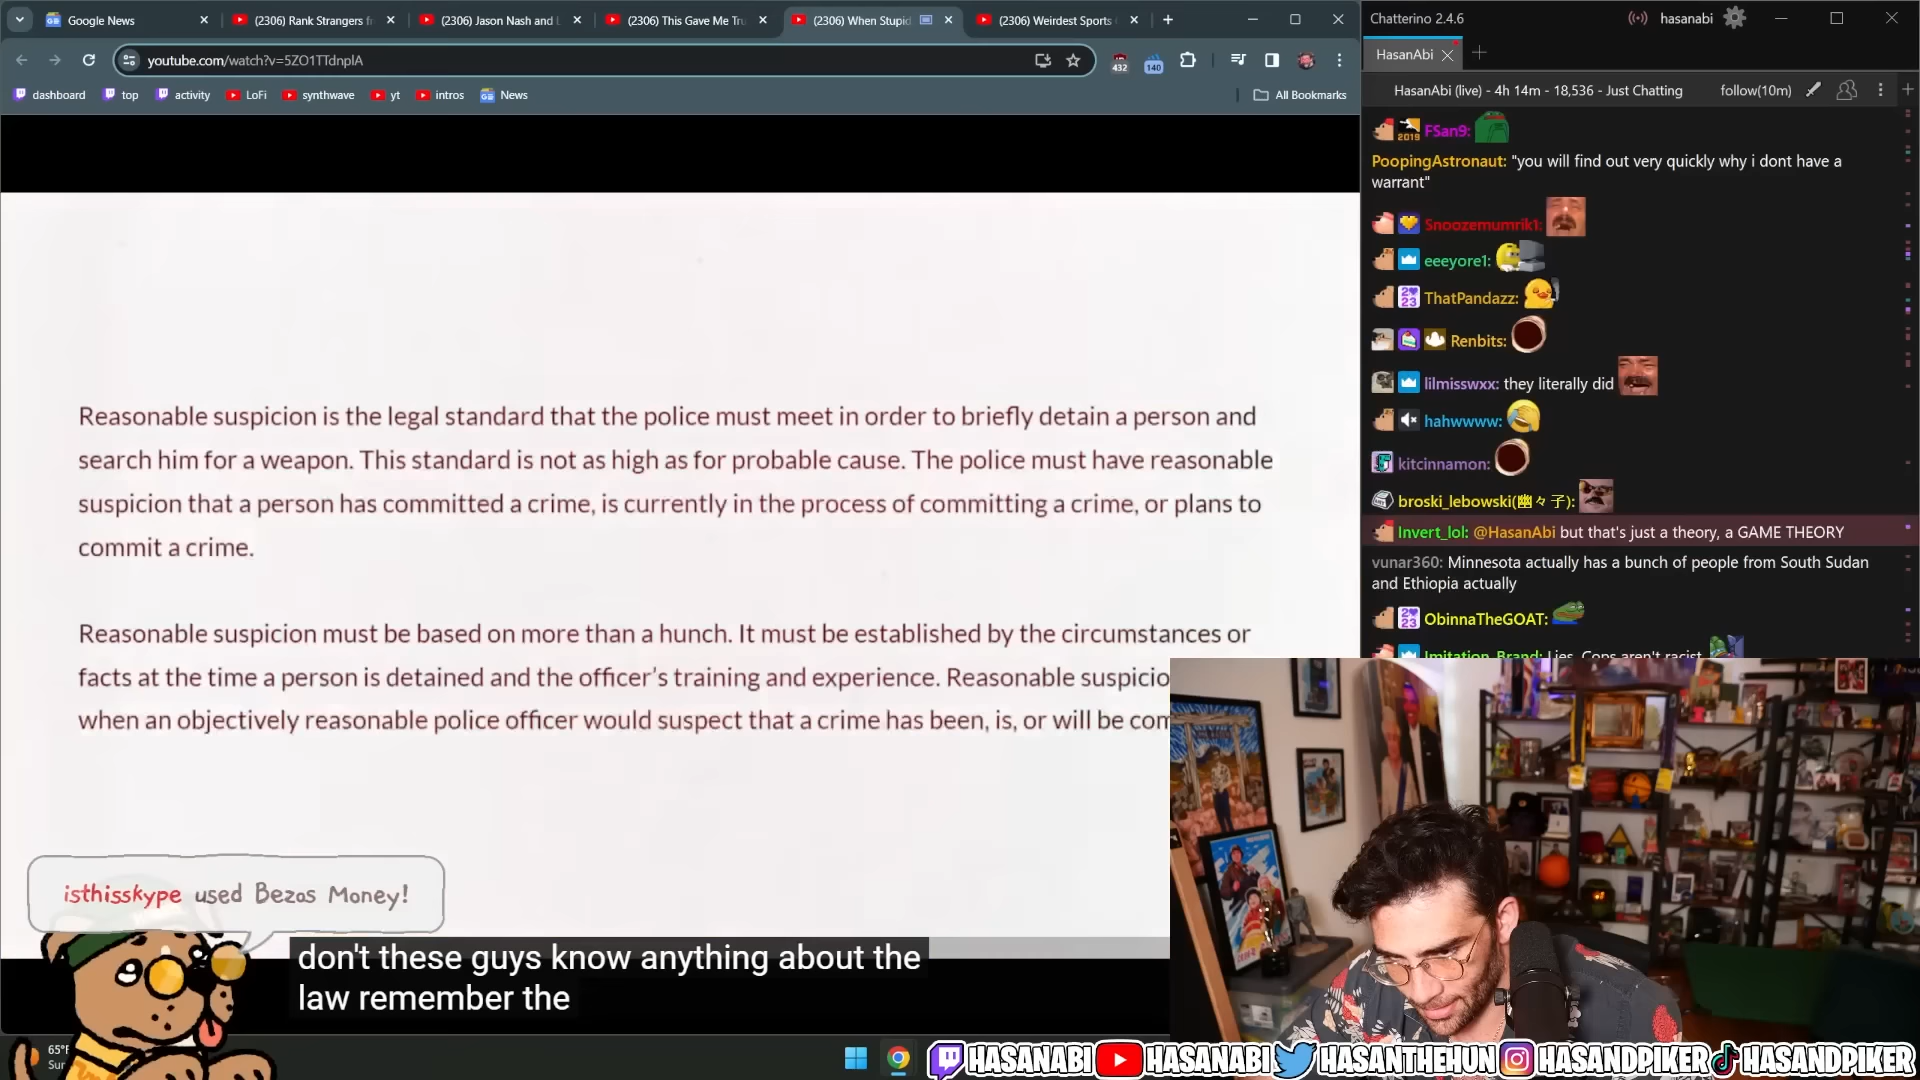 Google News
(2306) Rank Strangers f
(2306) Jason Nash and L
(2306) This Gave Me Tru
(2306) When Stupid
(2306) Weirdest Sports
youtube.com/watch?v=5ZO1TTdnplA
432
140
dashboard
top
activity
LoFi
synthwave
yt
intros
News
All Bookmarks
Reasonable suspicion is the legal standard that the police must meet in order to briefly detain a person and
search him for a weapon. This standard is not as high as for probable cause. The police must have reasonable
suspicion that a person has committed a crime, is currently in the process of committing a crime, or plans to
commit a crime.
Reasonable suspicion must be based on more than a hunch. It must be established by the circumstances or
facts at the time a person is detained and the officer's training and experience. Reasonable suspicio
when an objectively reasonable police officer would suspect that a crime has been, is, or will be com
isthisskype used Bezos Money!
don't these guys know anything about the
law remember the
65°F
Sun
Chatterino 2.4.6
hasanabi
HasanAbi
HasanAbi (live) - 4h 14m - 18,536 - Just Chatting
follow(10m)
2019 FSan9:
PoopingAstronaut: "you will find out very quickly why i dont have a
warrant"
Snoozemumrik1:
eeeyore1:
ThatPandazz:
Renbits:
lilmisswxx: they literally did
hahwwww:
kitcinnamon:
broski_lebowski(幽々子):
Invert_lol: @HasanAbi but that's just a theory, a GAME THEORY
vunar360: Minnesota actually has a bunch of people from South Sudan
and Ethiopia actually
ObinnaTheGOAT:
Imitation_Brand: Lies. Cops aren't racist
HASANABI
HASANABI
HASANTHEHUN
HASANDPIKER
HASANDPIKER